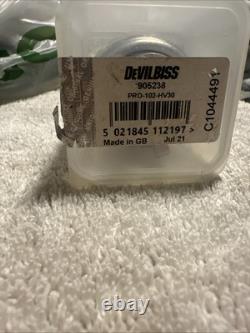 DEVILBISS
905238
PRO-102-HV30
5 021845 112197 >
Made in GB Jul 21
C1044491